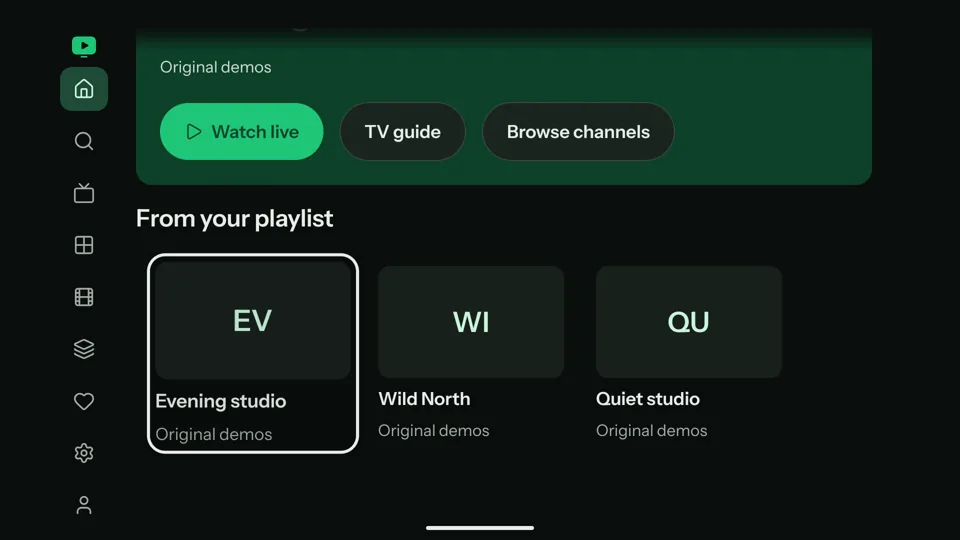 Original demos
Watch live
TV guide
Browse channels
From your playlist
EV
WI
QU
Evening studio
Wild North
Quiet studio
Original demos
Original demos
Original demos